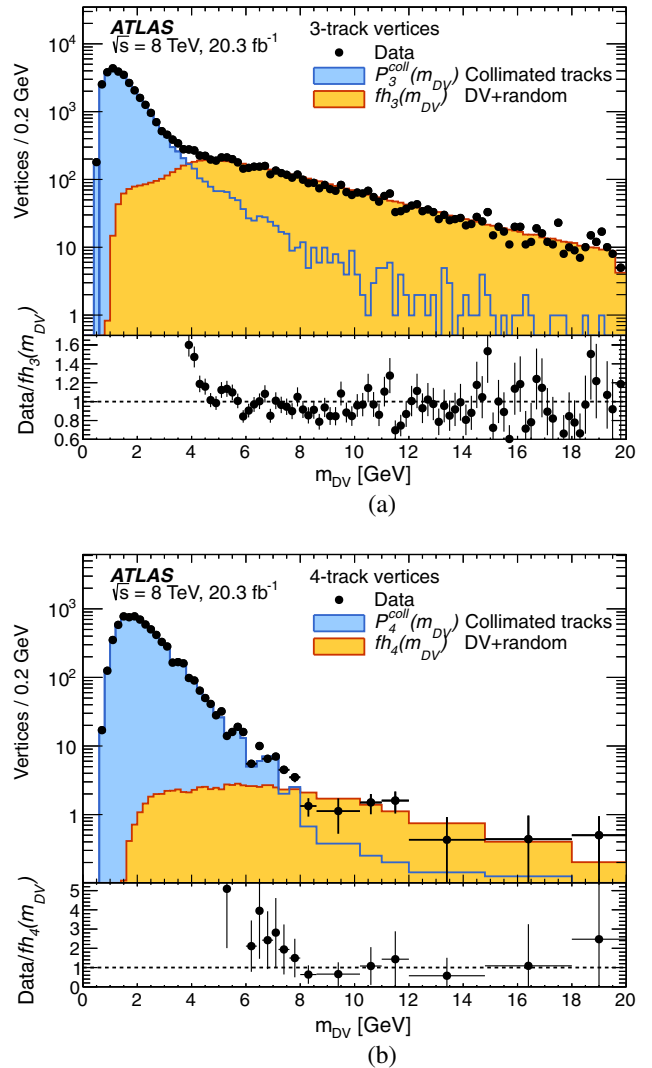 ATLAS
√s = 8 TeV, 20.3 fb⁻¹
3-track vertices
Data
P₃^coll(m_DV) Collimated tracks
fh₃(m_DV) DV+random
Vertices / 0.2 GeV
10⁴
10³
10²
10
1
Data/fh₃(m_DV)
1.6
1.4
1.2
1.0
0.8
0.6
0 2 4 6 8 10 12 14 16 18 20
m_DV [GeV]
(a)
ATLAS
√s = 8 TeV, 20.3 fb⁻¹
4-track vertices
Data
P₄^coll(m_DV) Collimated tracks
fh₄(m_DV) DV+random
Vertices / 0.2 GeV
10³
10²
10
1
Data/fh₄(m_DV)
5
4
3
2
1
0
0 2 4 6 8 10 12 14 16 18 20
m_DV [GeV]
(b)